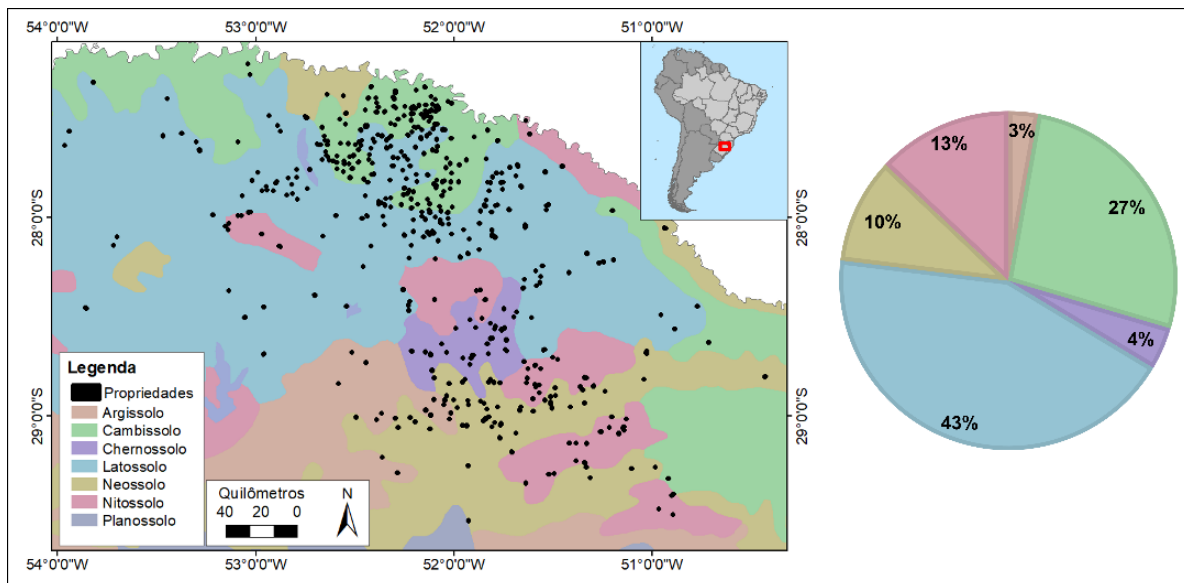 54°0'0"W 53°0'0"W 52°0'0"W 51°0'0"W
28°0'0"S
28°0'0"S
29°0'0"S
29°0'0"S
Legenda
Propriedades
Argissolo
Cambissolo
Chernossolo
Latossolo
Neossolo
Nitossolo
Planossolo
Quilômetros
40 20 0
N
54°0'0"W 53°0'0"W 52°0'0"W 51°0'0"W
3%
27%
4%
43%
10%
13%